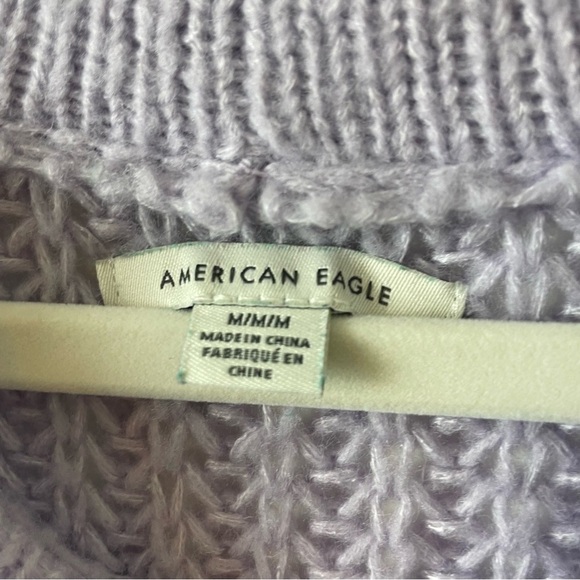 AMERICAN EAGLE
M/M/M
MADE IN CHINA
FABRIQUÉ EN
CHINE